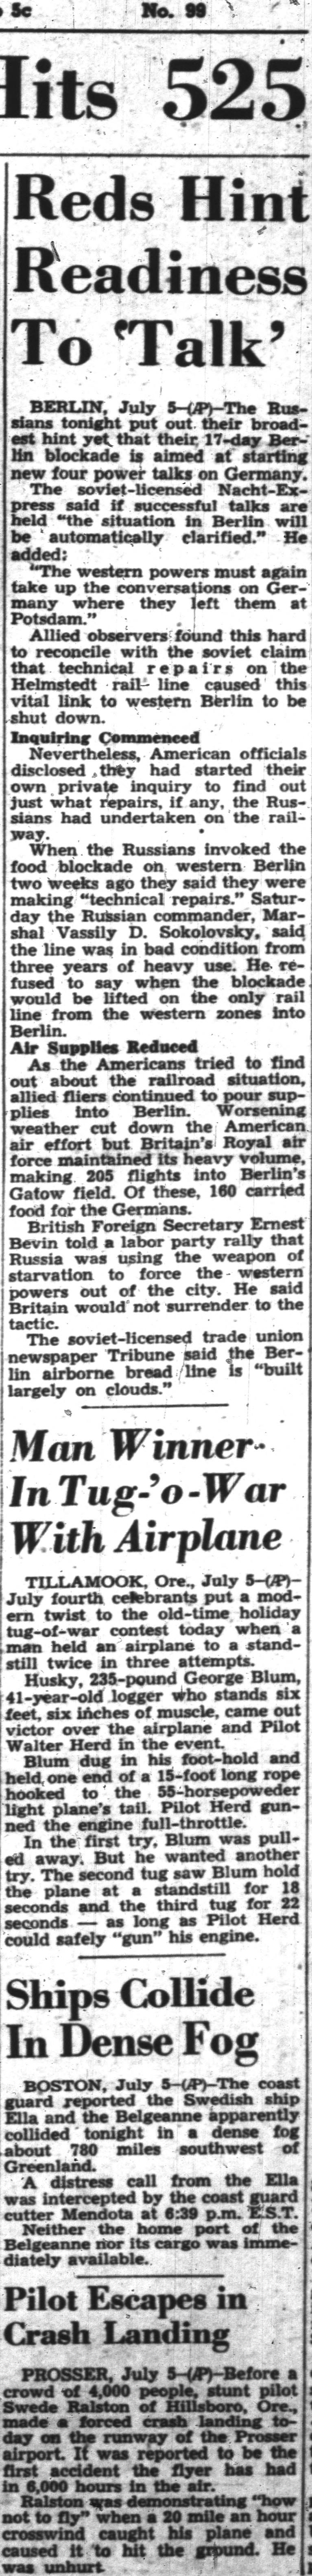 5c No. 99
Hits 525
Reds Hint
Readiness
To 'Talk'
BERLIN, July 5—(AP)—The Rus-
sians tonight put out their broad-
est hint yet that their 17-day Ber-
lin blockade is aimed at starting
new four power talks on Germany.
The soviet-licensed Nacht-Ex-
press said if successful talks are
held "the situation in Berlin will
be automatically clarified." He
added:
"The western powers must again
take up the conversations on Ger-
many where they left them at
Potsdam."
Allied observers found this hard
to reconcile with the soviet claim
that technical repairs on the
Helmstedt rail line caused this
vital link to western Berlin to be
shut down.
Inquiring Commenced
Nevertheless, American officials
disclosed they had started their
own private inquiry to find out
just what repairs, if any, the Rus-
sians had undertaken on the rail-
way.
When the Russians invoked the
food blockade on western Berlin
two weeks ago they said they were
making "technical repairs." Satur-
day the Russian commander, Mar-
shal Vassily D. Sokolovsky, said
the line was in bad condition from
three years of heavy use. He re-
fused to say when the blockade
would be lifted on the only rail
line from the western zones into
Berlin.
Air Supplies Reduced
As the Americans tried to find
out about the railroad situation,
allied fliers continued to pour sup-
plies into Berlin. Worsening
weather cut down the American
air effort but Britain's Royal air
force maintained its heavy volume,
making 205 flights into Berlin's
Gatow field. Of these, 160 carried
food for the Germans.
British Foreign Secretary Ernest
Bevin told a labor party rally that
Russia was using the weapon of
starvation to force the western
powers out of the city. He said
Britain would not surrender to the
tactic.
The soviet-licensed trade union
newspaper Tribune said the Ber-
lin airborne bread line is "built
largely on clouds."
Man Winner
In Tug-'o-War
With Airplane
TILLAMOOK, Ore., July 5—(AP)—
July fourth celebrants put a mod-
ern twist to the old-time holiday
tug-of-war contest today when a
man held an airplane to a stand-
still twice in three attempts.
Husky, 235-pound George Blum,
41-year-old logger who stands six
feet, six inches of muscle, came out
victor over the airplane and Pilot
Walter Herd in the event.
Blum dug in his foot-hold and
held one end of a 15-foot long rope
hooked to the 55-horsepoweder
light plane's tail. Pilot Herd gun-
ned the engine full-throttle.
In the first try, Blum was pull-
ed away. But he wanted another
try. The second tug saw Blum hold
the plane at a standstill for 18
seconds and the third tug for 22
seconds — as long as Pilot Herd
could safely "gun" his engine.
Ships Collide
In Dense Fog
BOSTON, July 5—(AP)—The coast
guard reported the Swedish ship
Ella and the Belgeanne apparently
collided tonight in a dense fog
about 780 miles southwest of
Greenland.
A distress call from the Ella
was intercepted by the coast guard
cutter Mendota at 6:39 p.m. E.S.T.
Neither the home port of the
Belgeanne nor its cargo was imme-
diately available.
Pilot Escapes in
Crash Landing
PROSSER, July 5—(AP)—Before a
crowd of 4,000 people, stunt pilot
Swede Ralston of Hillsboro, Ore.,
made a forced crash landing to-
day on the runway of the Prosser
airport. It was reported to be the
first accident the flyer has had
in 6,000 hours in the air.
Ralston was demonstrating "how
not to fly" when a 20 mile an hour
crosswind caught his plane and
caused it to hit the ground. He
was unhurt.